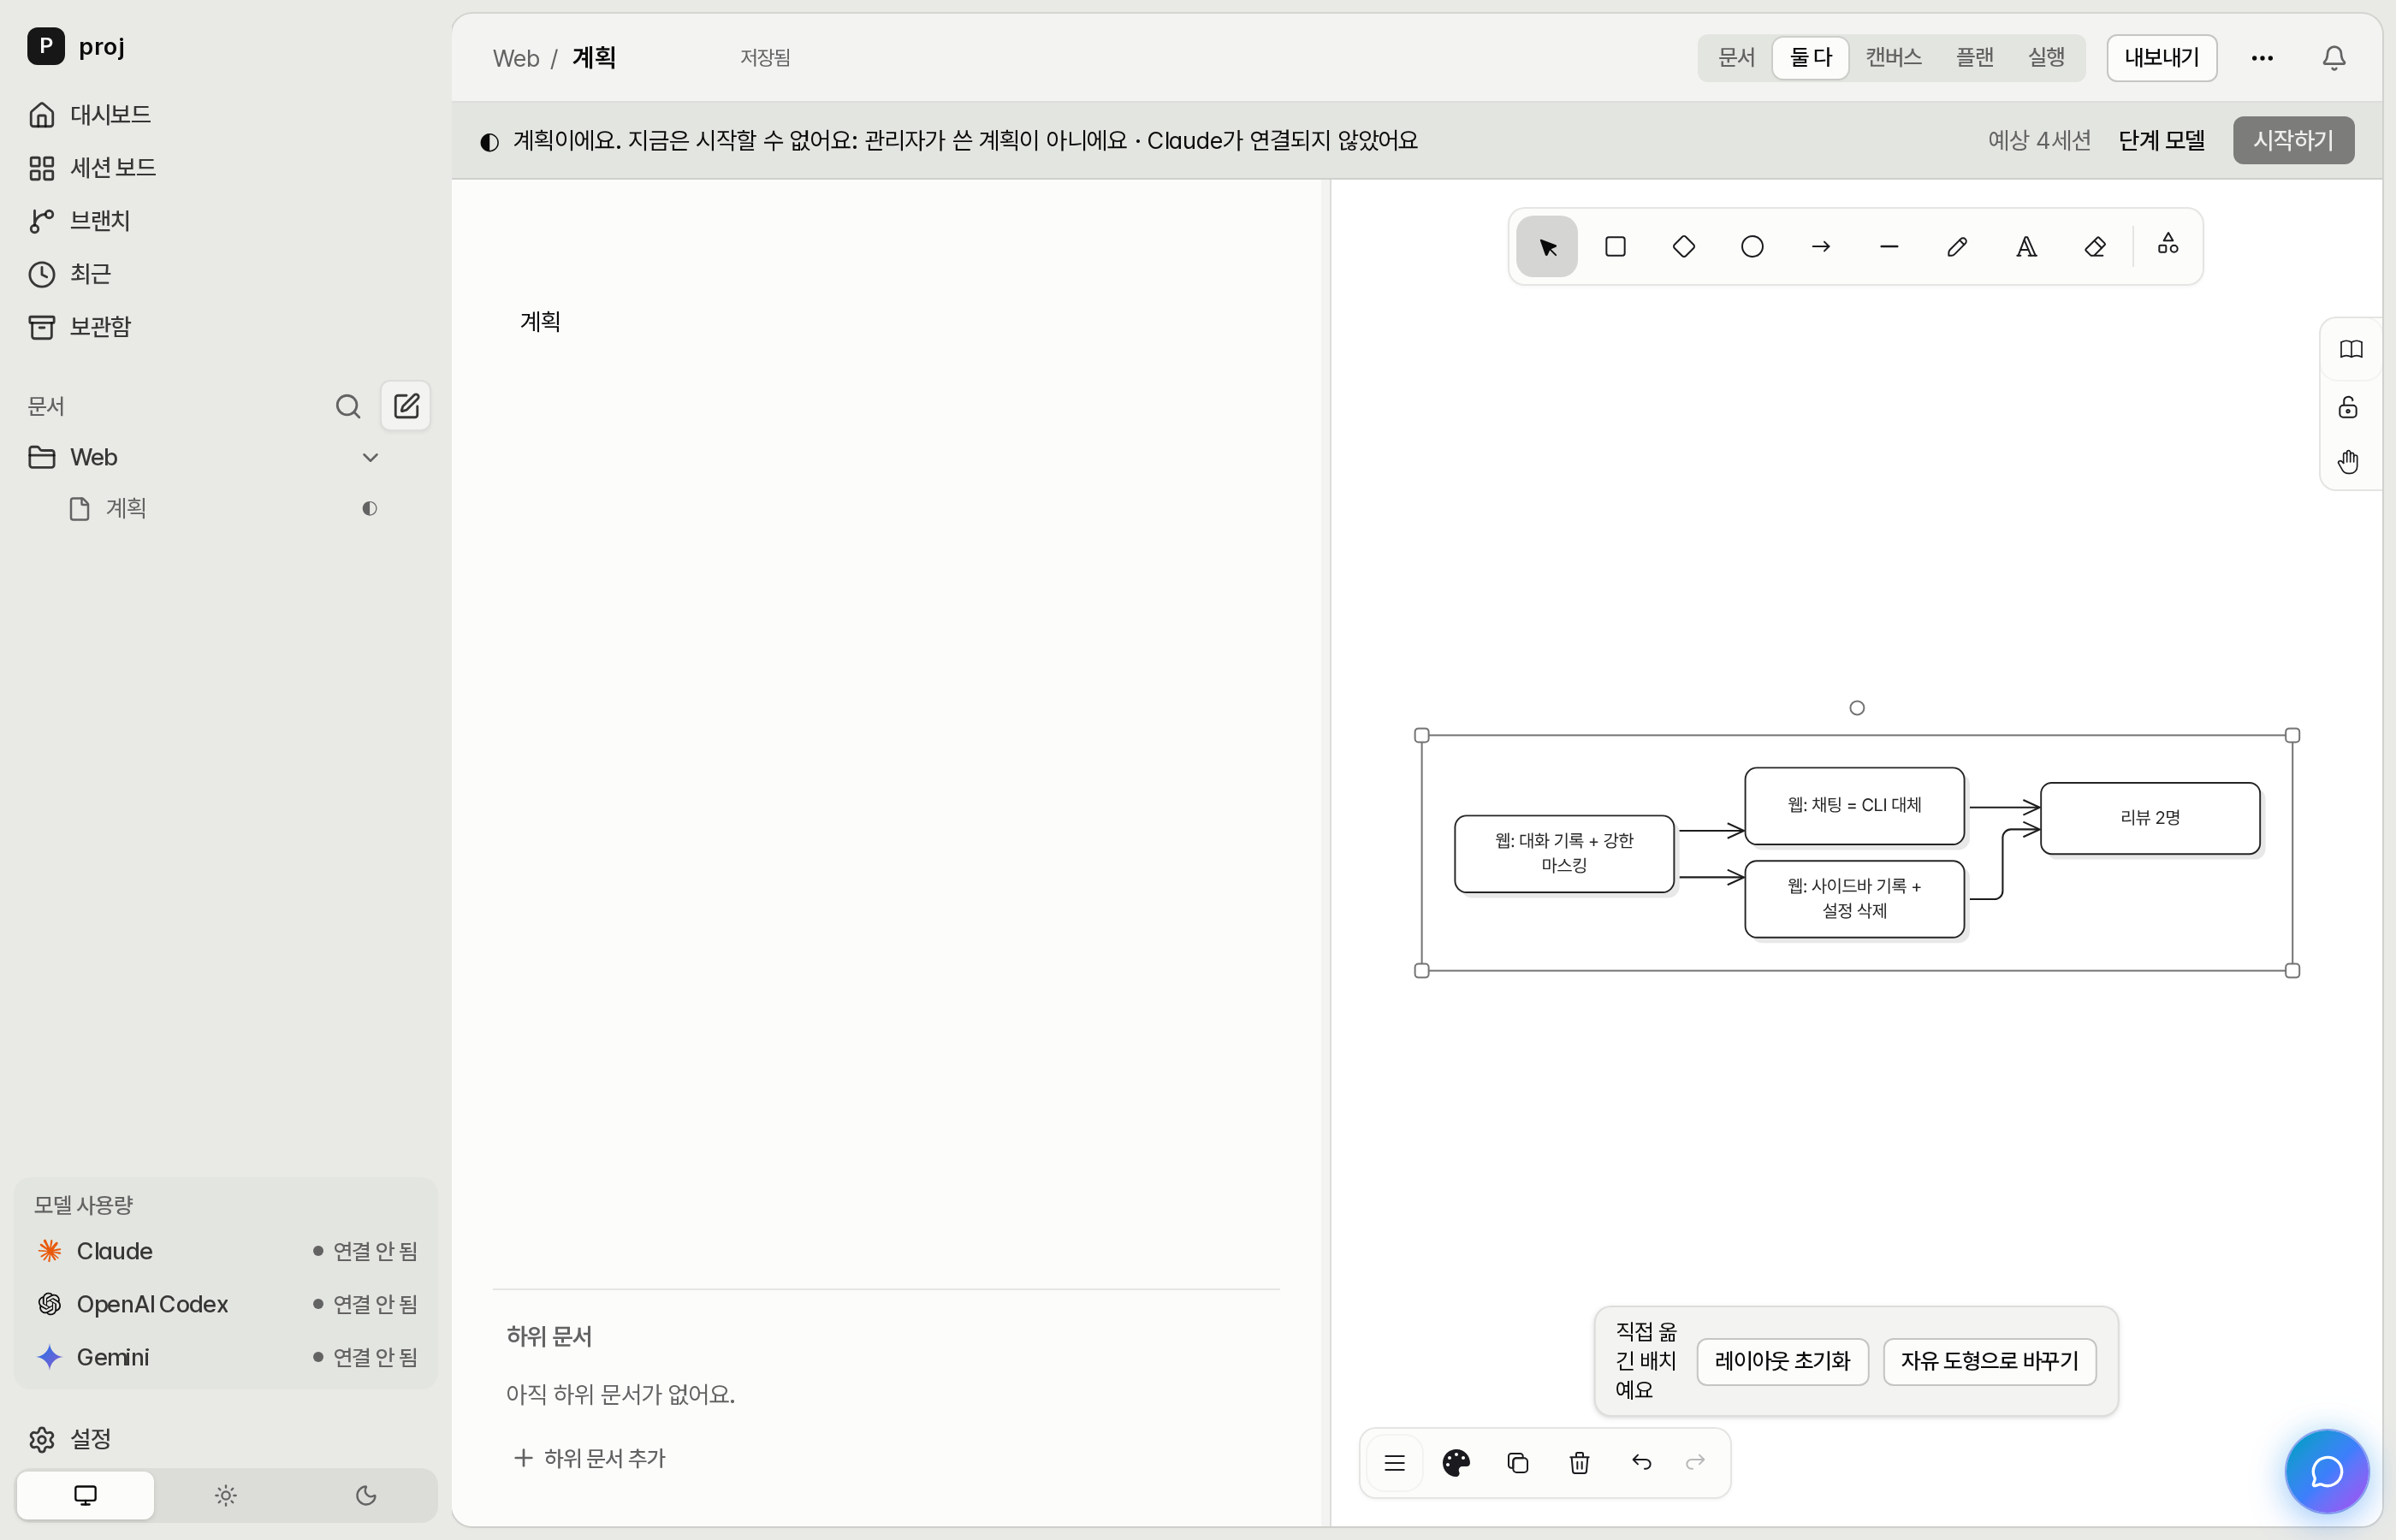 P proj
대시보드
세션 보드
브랜치
최근
보관함
문서
Web
계획
모델 사용량
Claude 연결 안 됨
OpenAI Codex 연결 안 됨
Gemini 연결 안 됨
설정
Web / 계획 저장됨
문서 둘 다 캔버스 플랜 실행 내보내기
계획이에요. 지금은 시작할 수 없어요: 관리자가 쓴 계획이 아니에요 · Claude가 연결되지 않았어요 예상 4세션 단계 모델 시작하기
계획
하위 문서
아직 하위 문서가 없어요.
하위 문서 추가
웹: 대화 기록 + 강한
마스킹
웹: 채팅 = CLI 대체
웹: 사이드바 기록 +
설정 삭제
리뷰 2명
직접 옮
긴 배치
예요
레이아웃 초기화 자유 도형으로 바꾸기